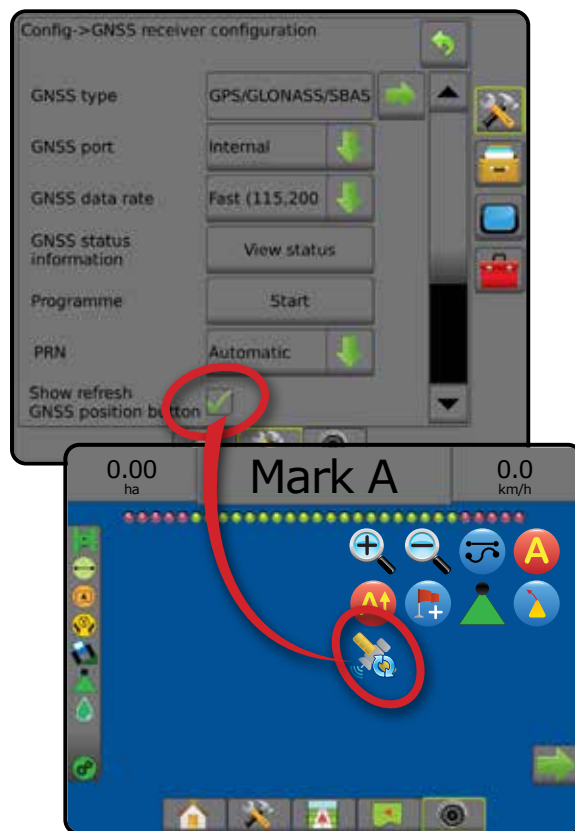 Config->GNSS receiver configuration
GNSS type GPS/GLONASS/SBAS
GNSS port Internal
GNSS data rate Fast (115,200
GNSS status
information View status
Programme Start
PRN Automatic
Show refresh
GNSS position button
0.00 Mark A 0.0
ha km/h
A
A